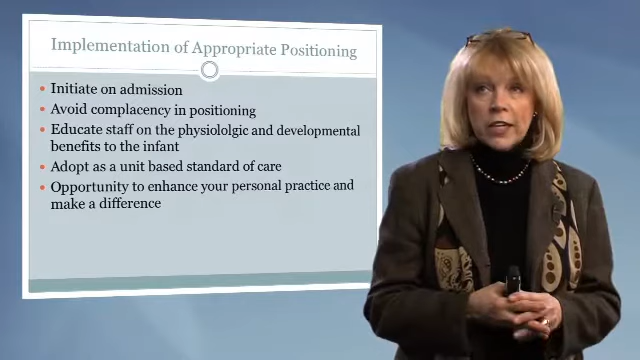 Implementation of Appropriate Positioning
Initiate on admission
Avoid complacency in positioning
Educate staff on the physiololgic and developmental
benefits to the infant
Adopt as a unit based standard of care
Opportunity to enhance your personal practice and
make a difference